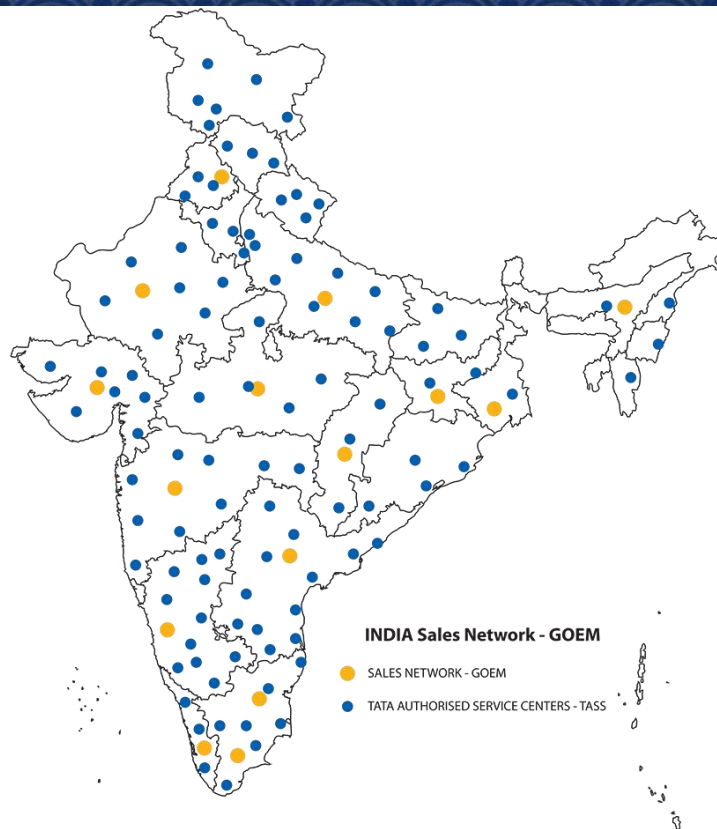 INDIA Sales Network - GOEM
SALES NETWORK - GOEM
TATA AUTHORISED SERVICE CENTERS - TASS